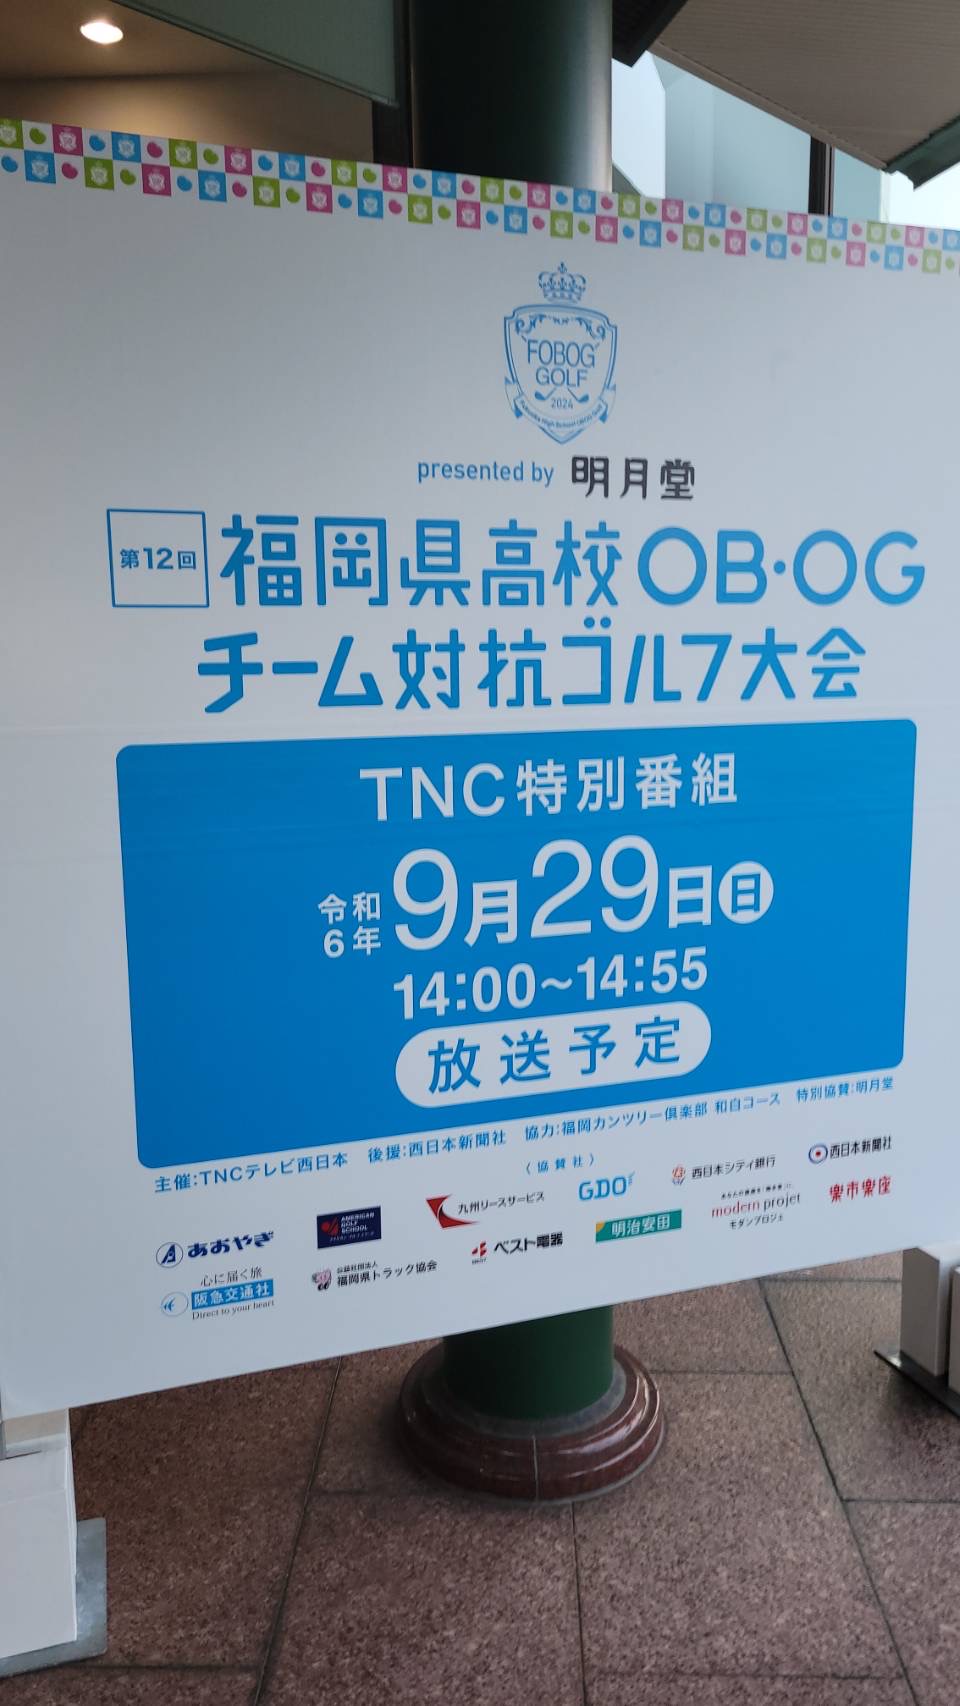 FOBOG
GOLF
2024
Fukuoka High School OBOG Golf
presented by 明月堂
第12回 福岡県高校OB·OG
チーム対抗ゴルフ大会
TNC特別番組
令和6年 9月29日(日)
14:00~14:55
放送予定
主催:TNCテレビ西日本 後援:西日本新聞社 協力:福岡カンツリー倶楽部 和白コース 特別協賛:明月堂
〈協賛社〉
あおやぎ AMERICAN GOLF SCHOOL 九州リースサービス GDO 西日本シティ銀行 西日本新聞社
心に届く旅
阪急交通社
Direct to your heart
公益社団法人
福岡県トラック協会
ベスト電器
明治安田
modern projet
モダンプロジェ
楽市楽座